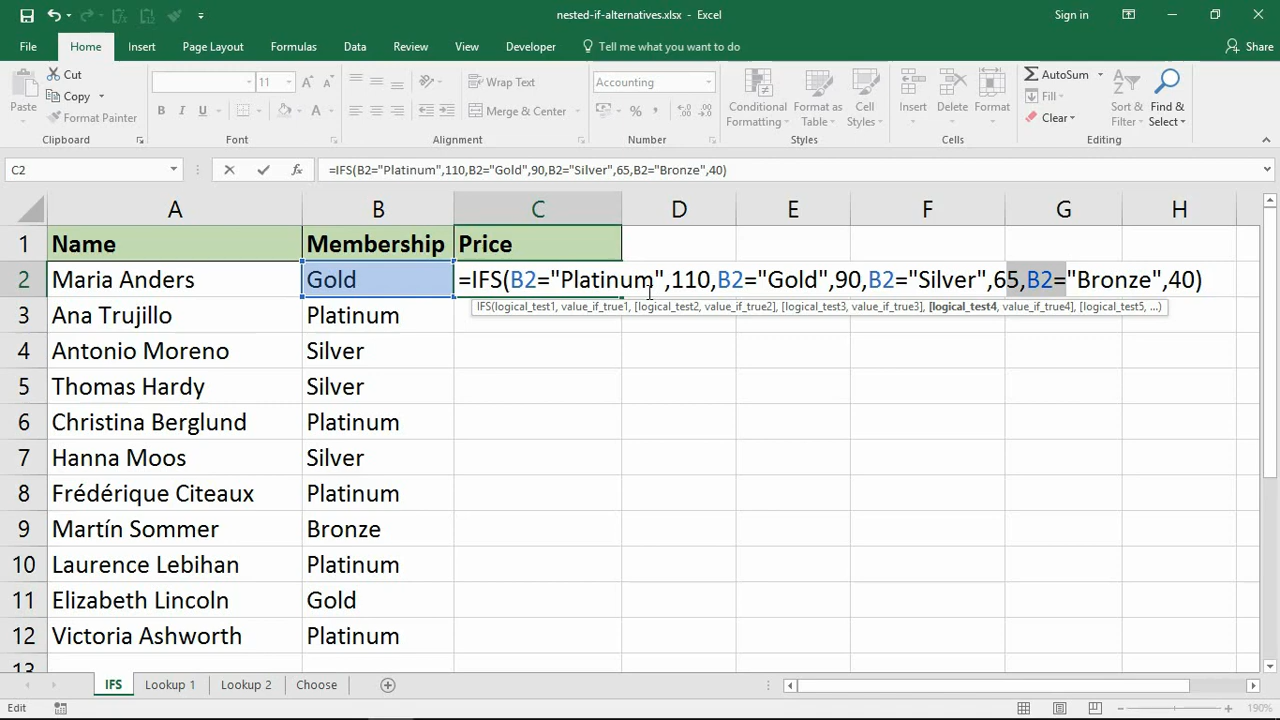 nested-if-alternatives.xlsx - Excel
Sign in
File Home Insert Page Layout Formulas Data Review View Developer Tell me what you want to do Share
Paste
Cut
Copy
Format Painter
Clipboard
11 A A
B I U A
Font
Wrap Text
Merge & Center
Alignment
Accounting
% ,
Number
Conditional Formatting
Format as Table
Cell Styles
Styles
Insert Delete Format
Cells
AutoSum
Fill
Clear
Sort & Filter
Find & Select
Editing
C2 fx =IFS(B2="Platinum",110,B2="Gold",90,B2="Silver",65,B2="Bronze",40)
A B C D E F G H
1 Name Membership Price
2 Maria Anders Gold =IFS(B2="Platinum",110,B2="Gold",90,B2="Silver",65,B2="Bronze",40)
IFS(logical_test1, value_if_true1, [logical_test2, value_if_true2], [logical_test3, value_if_true3], [logical_test4, value_if_true4], [logical_test5, ...)
3 Ana Trujillo Platinum
4 Antonio Moreno Silver
5 Thomas Hardy Silver
6 Christina Berglund Platinum
7 Hanna Moos Silver
8 Frédérique Citeaux Platinum
9 Martín Sommer Bronze
10 Laurence Lebihan Platinum
11 Elizabeth Lincoln Gold
12 Victoria Ashworth Platinum
13
IFS Lookup 1 Lookup 2 Choose
Edit 190%